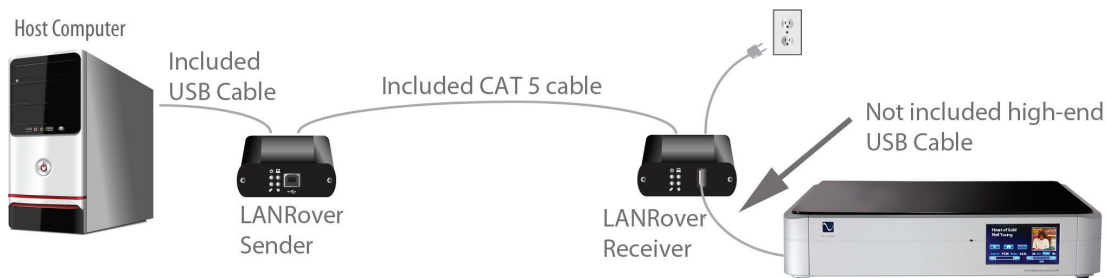 Host Computer
Included
USB Cable
Included CAT 5 cable
Not included high-end
USB Cable
LANRover
Sender
LANRover
Receiver
Heart of Gold
Neil Young